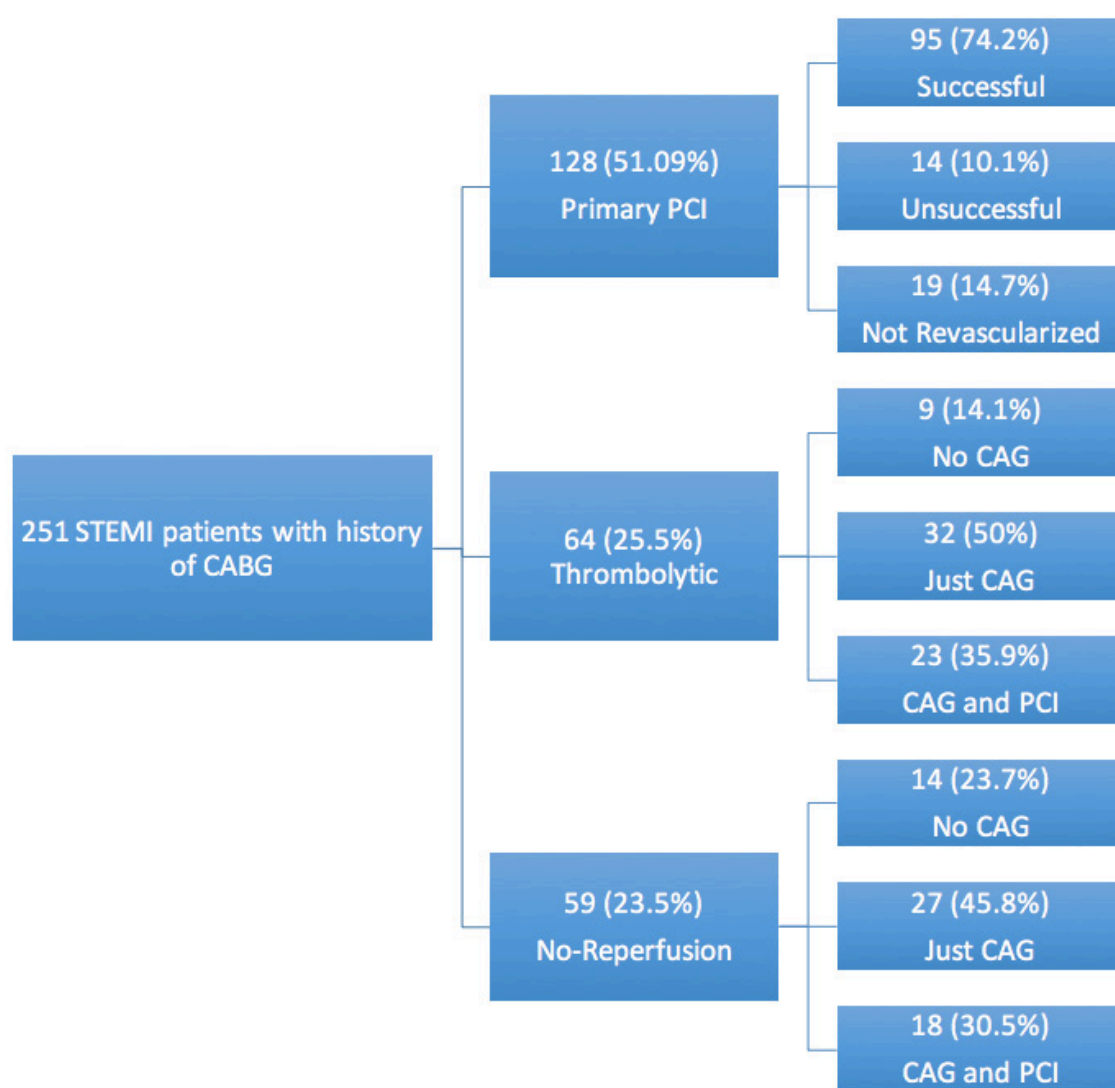 251 STEMI patients with history
of CABG
128 (51.09%)
Primary PCI
95 (74.2%)
Successful
14 (10.1%)
Unsuccessful
19 (14.7%)
Not Revascularized
64 (25.5%)
Thrombolytic
9 (14.1%)
No CAG
32 (50%)
Just CAG
23 (35.9%)
CAG and PCI
59 (23.5%)
No-Reperfusion
14 (23.7%)
No CAG
27 (45.8%)
Just CAG
18 (30.5%)
CAG and PCI